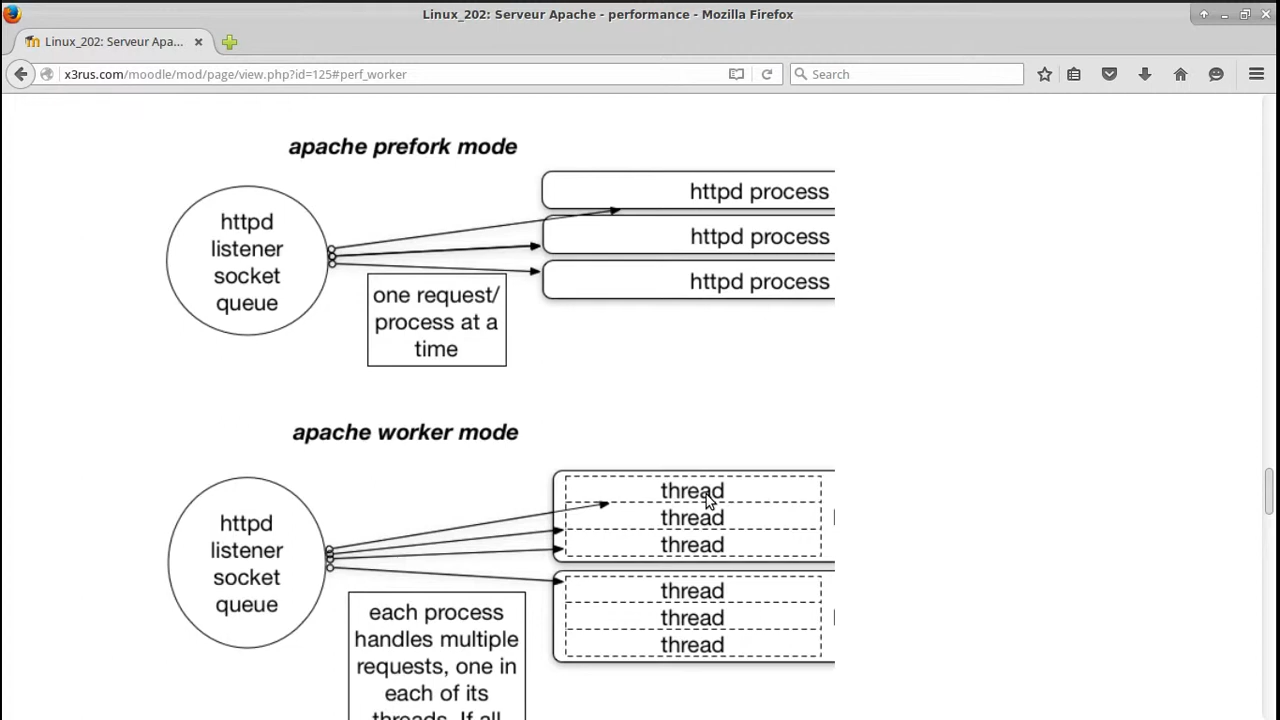 Linux_202: Serveur Apache - performance - Mozilla Firefox
Linux_202: Serveur Apa...
x3rus.com/moodle/mod/page/view.php?id=125#perf_worker
Search
apache prefork mode
httpd
listener
socket
queue
httpd process
httpd process
httpd process
one request/
process at a
time
apache worker mode
httpd
listener
socket
queue
thread
thread
thread
thread
thread
thread
each process
handles multiple
requests, one in
each of its
threads. If all